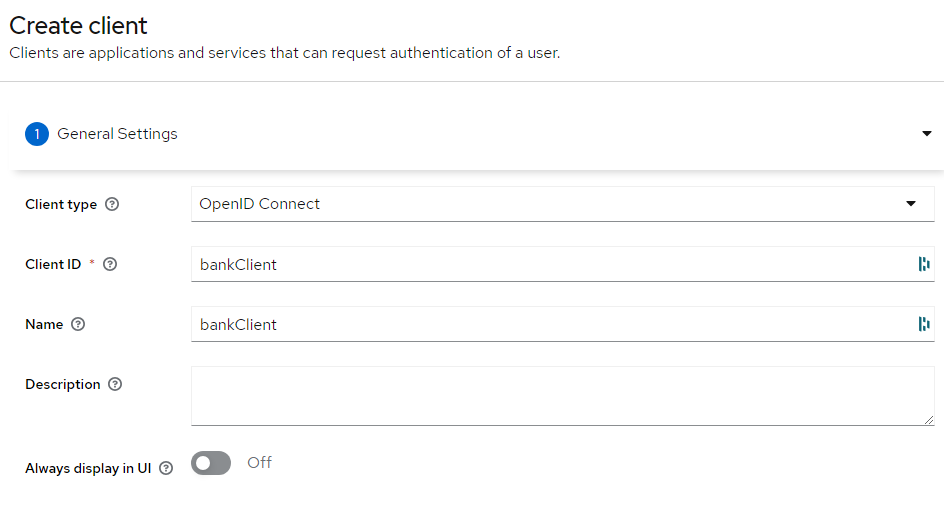 Create client
Clients are applications and services that can request authentication of a user.
1 General Settings
Client type ?
OpenID Connect
Client ID * ?
bankClient
Name ?
bankClient
Description ?
Always display in UI ?
Off